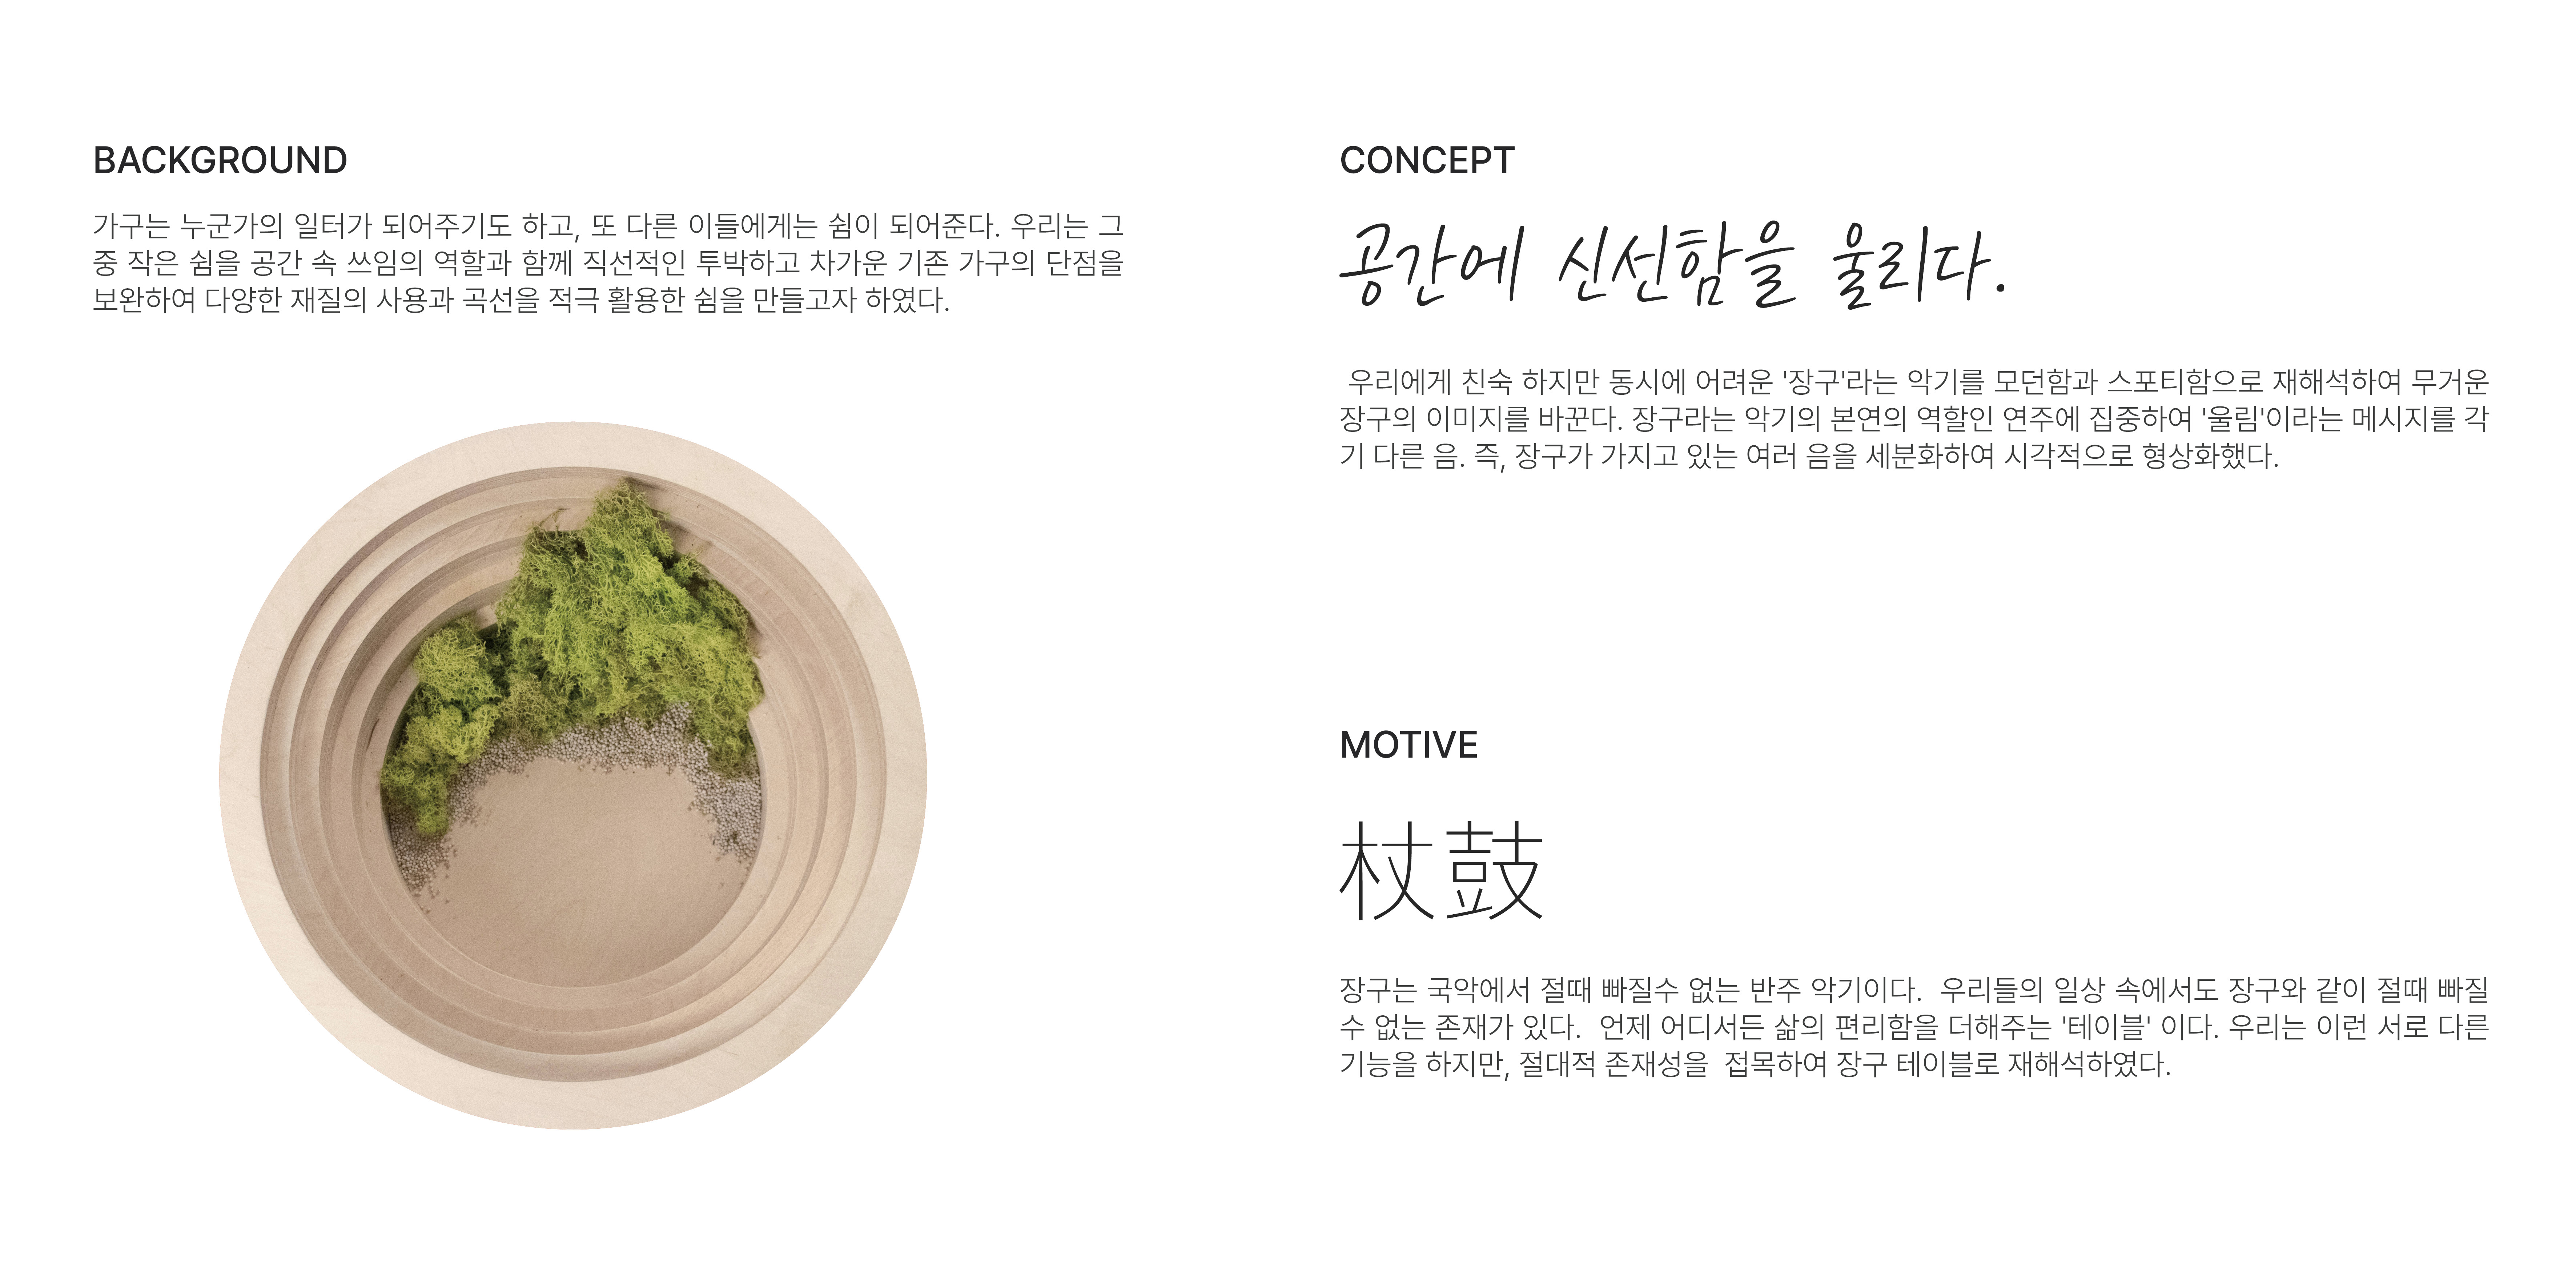 BACKGROUND
가구는 누군가의 일터가 되어주기도 하고, 또 다른 이들에게는 쉼이 되어준다. 우리는 그
중 작은 쉼을 공간 속 쓰임의 역할과 함께 직선적인 투박하고 차가운 기존 가구의 단점을
보완하여 다양한 재질의 사용과 곡선을 적극 활용한 쉼을 만들고자 하였다.
CONCEPT
공간에 신선함을 울리다.
우리에게 친숙 하지만 동시에 어려운 '장구'라는 악기를 모던함과 스포티함으로 재해석하여 무거운
장구의 이미지를 바꾼다. 장구라는 악기의 본연의 역할인 연주에 집중하여 '울림'이라는 메시지를 각
기 다른 음. 즉, 장구가 가지고 있는 여러 음을 세분화하여 시각적으로 형상화했다.
MOTIVE
杖鼓
장구는 국악에서 절때 빠질수 없는 반주 악기이다.  우리들의 일상 속에서도 장구와 같이 절때 빠질
수 없는 존재가 있다.  언제 어디서든 삶의 편리함을 더해주는 '테이블' 이다. 우리는 이런 서로 다른
기능을 하지만, 절대적 존재성을  접목하여 장구 테이블로 재해석하였다.